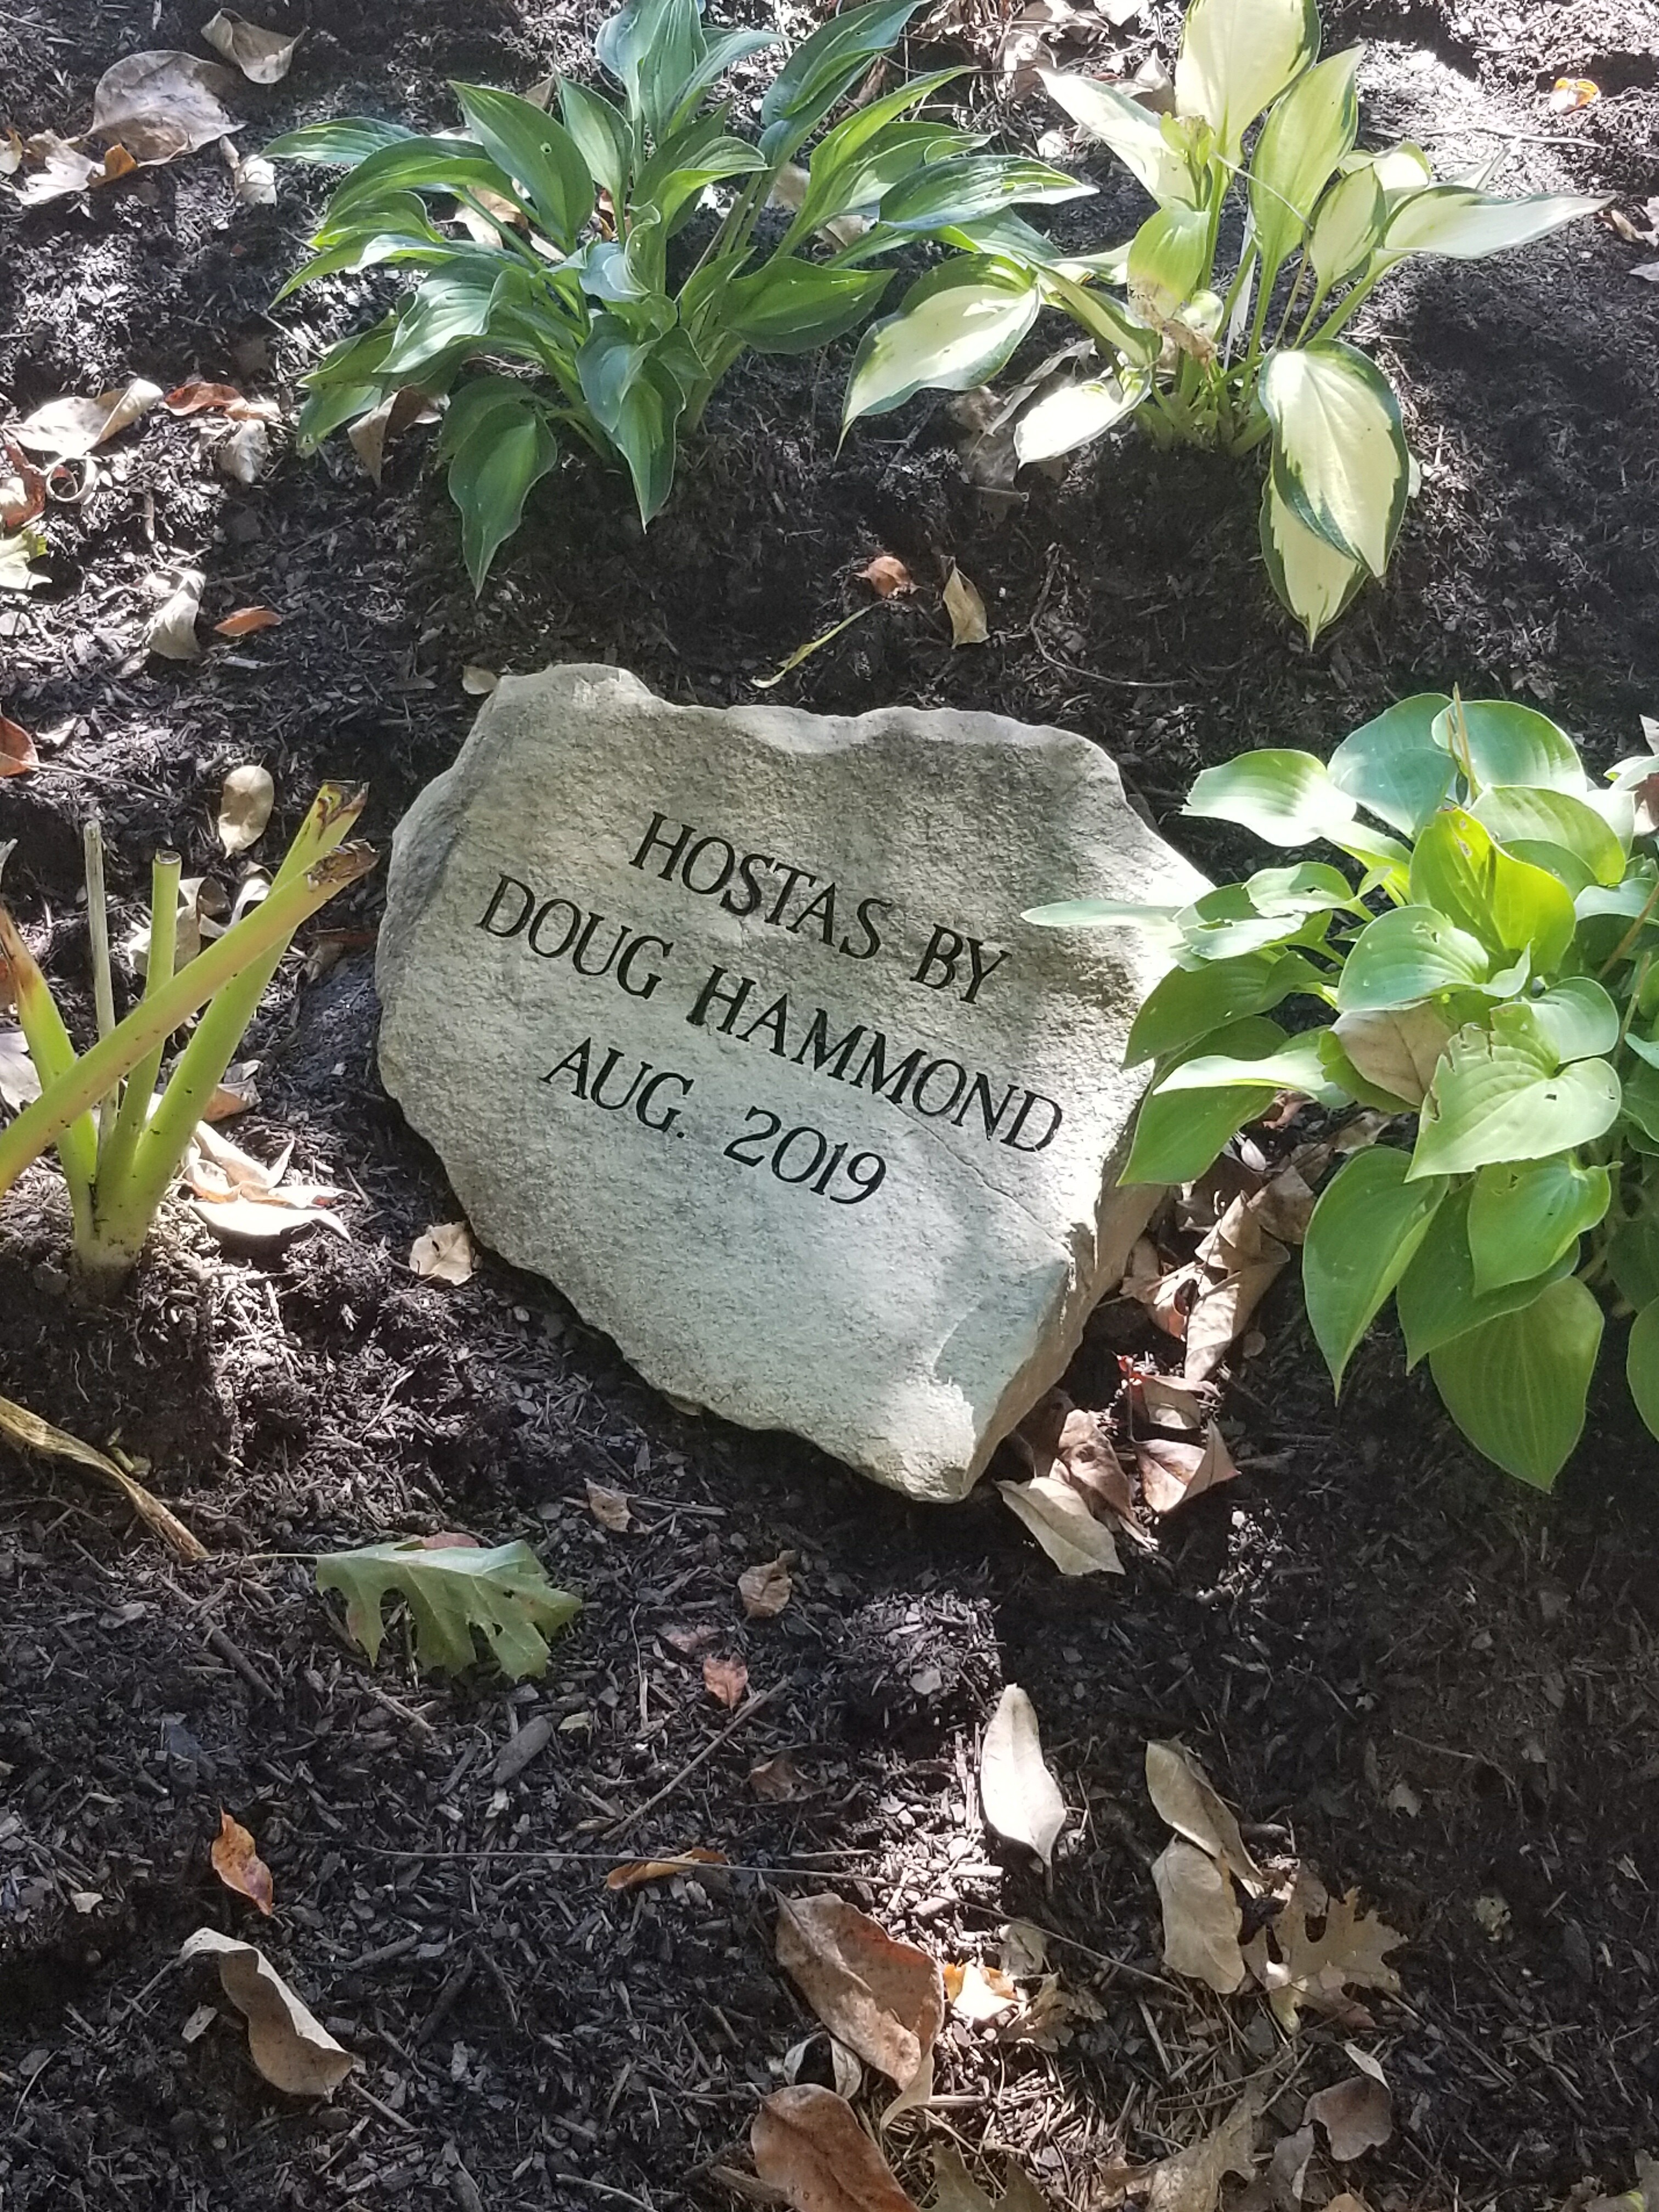 HOSTAS BY
DOUG HAMMOND
AUG. 2019